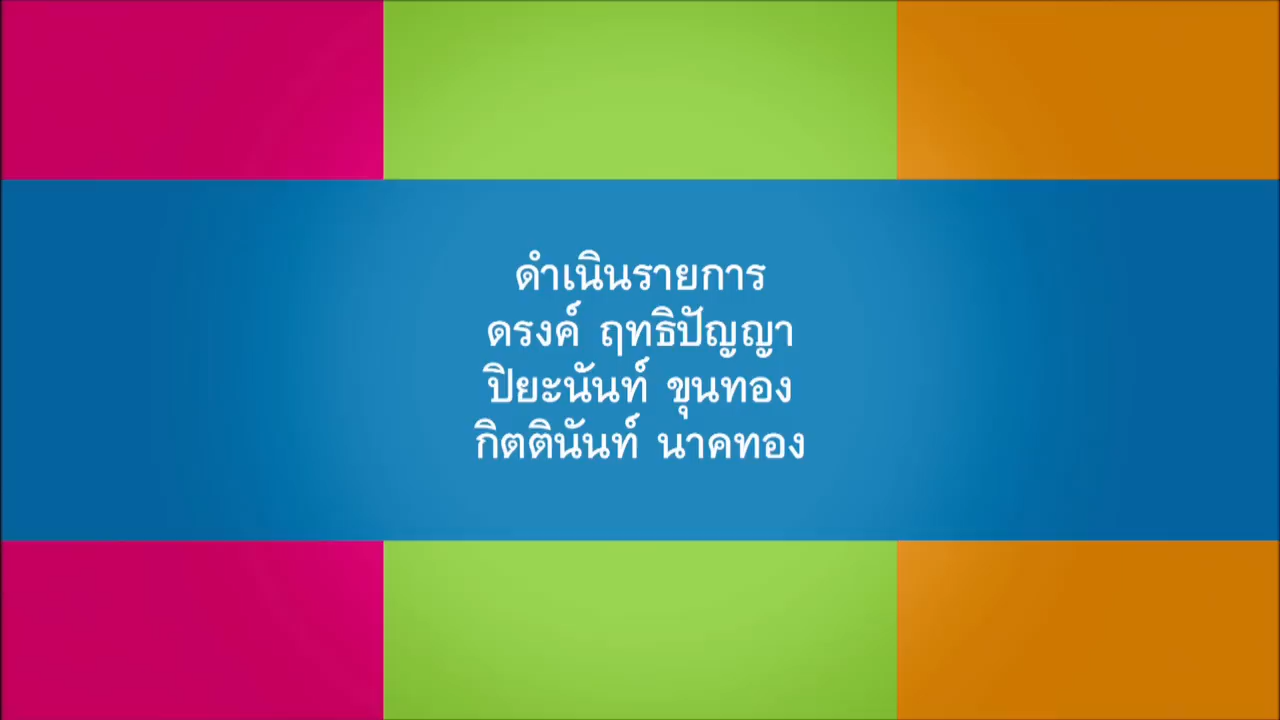 ดำเนินรายการ
ดรงค์ ฤทธิปัญญา
ปิยะนันท์ ขุนทอง
กิตตินันท์ นาคทอง